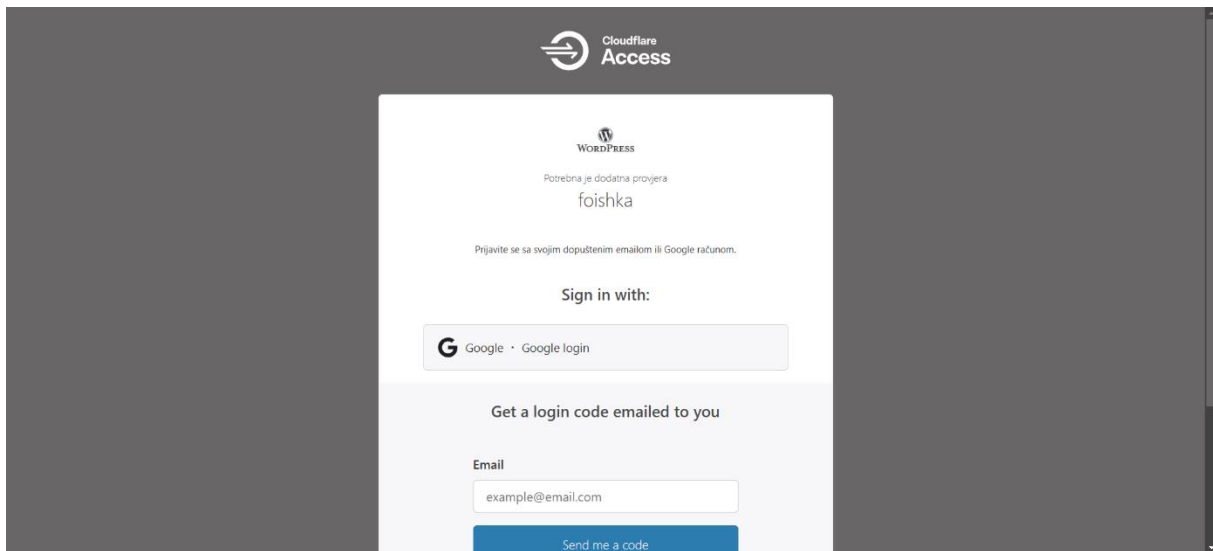 Cloudflare
Access
WORDPRESS
Potrebna je dodatna provjera
foishka
Prijavite se sa svojim dopuštenim emailom ili Google računom.
Sign in with:
Google · Google login
Get a login code emailed to you
Email
example@email.com
Send me a code